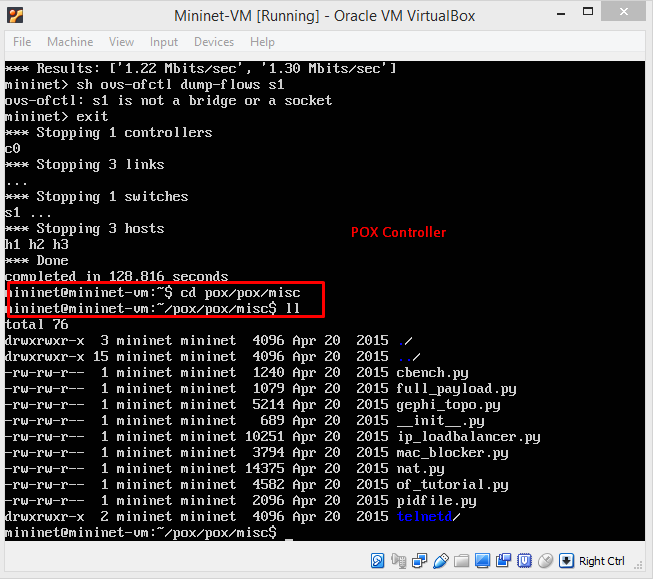 Mininet-VM [Running] - Oracle VM VirtualBox
File Machine View Input Devices Help
*** Results: ['1.22 Mbits/sec', '1.30 Mbits/sec']
mininet> sh ovs-ofctl dump-flows s1
ovs-ofctl: s1 is not a bridge or a socket
mininet> exit
*** Stopping 1 controllers
c0
*** Stopping 3 links
...
*** Stopping 1 switches
s1 ...
*** Stopping 3 hosts
h1 h2 h3
POX Controller
*** Done
completed in 128.816 seconds
mininet@mininet-vm:~$ cd pox/pox/misc
mininet@mininet-vm:~/pox/pox/misc$ ll
total 76
drwxrwxr-x  3 mininet mininet  4096 Apr 20  2015 ./
drwxrwxr-x 15 mininet mininet  4096 Apr 20  2015 ../
-rw-rw-r--  1 mininet mininet  1240 Apr 20  2015 cbench.py
-rw-rw-r--  1 mininet mininet  1079 Apr 20  2015 full_payload.py
-rw-rw-r--  1 mininet mininet  5214 Apr 20  2015 gephi_topo.py
-rw-rw-r--  1 mininet mininet   689 Apr 20  2015 __init__.py
-rw-rw-r--  1 mininet mininet 10251 Apr 20  2015 ip_loadbalancer.py
-rw-rw-r--  1 mininet mininet  3794 Apr 20  2015 mac_blocker.py
-rw-rw-r--  1 mininet mininet 14375 Apr 20  2015 nat.py
-rw-rw-r--  1 mininet mininet  4582 Apr 20  2015 of_tutorial.py
-rw-rw-r--  1 mininet mininet  2096 Apr 20  2015 pidfile.py
drwxrwxr-x  2 mininet mininet  4096 Apr 20  2015 telnetd/
mininet@mininet-vm:~/pox/pox/misc$ _
Right Ctrl